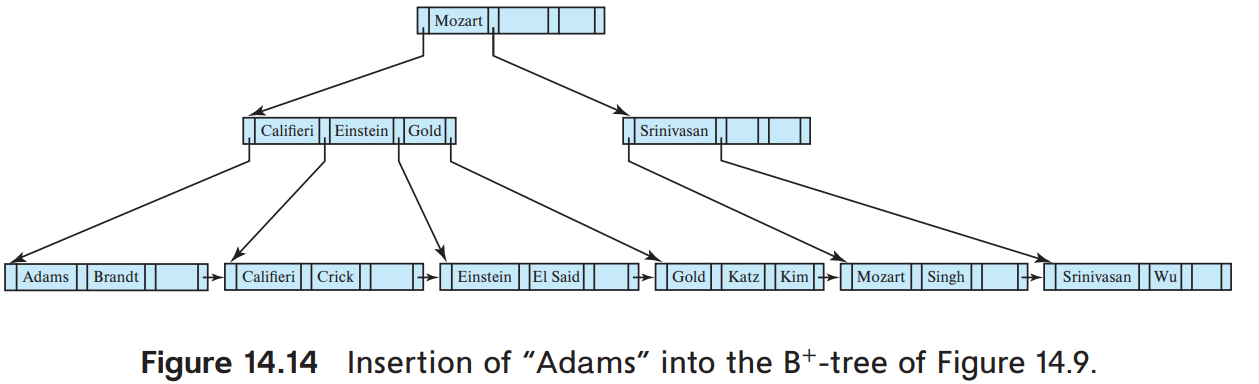 Mozart
Califieri Einstein Gold Srinivasan
Adams Brandt Califieri Crick Einstein El Said Gold Katz Kim Mozart Singh Srinivasan Wu
Figure 14.14 Insertion of “Adams” into the B+-tree of Figure 14.9.